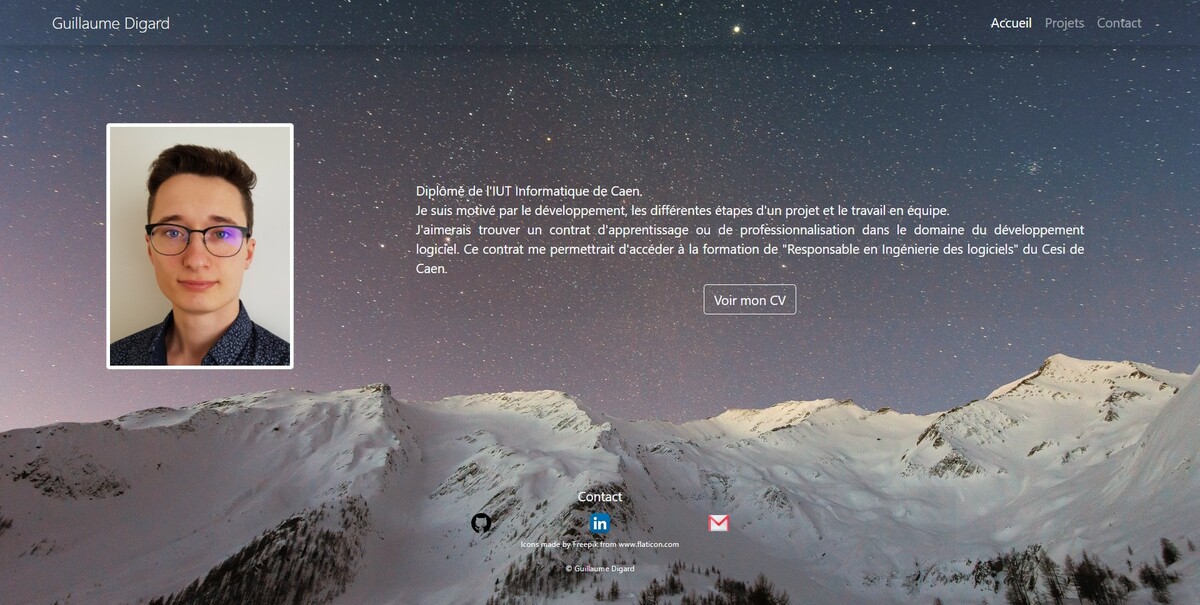 Guillaume Digard
Accueil Projets Contact
Diplômé de l'IUT Informatique de Caen.
Je suis motivé par le développement, les différentes étapes d'un projet et le travail en équipe.
J'aimerais trouver un contrat d'apprentissage ou de professionnalisation dans le domaine du développement
logiciel. Ce contrat me permettrait d'accéder à la formation de "Responsable en Ingénierie des logiciels" du Cesi de
Caen.
Voir mon CV
Contact
in
Icons made by Freepik from www.flaticon.com
© Guillaume Digard